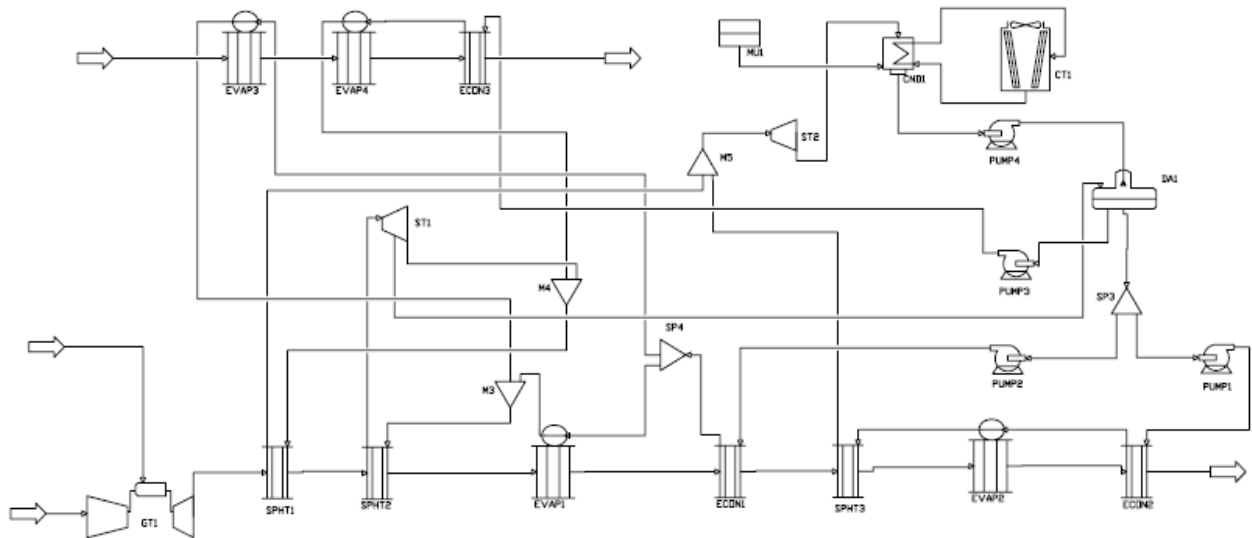 MU1
CND1
CT1
EVAP3
EVAP4
ECON3
ST2
M5
PUMP4
DA1
ST1
M4
PUMP3
SP3
SP4
M3
PUMP2
PUMP1
GT1
SPHT1
SPHT2
EVAP1
ECON1
SPHT3
EVAP2
ECON2